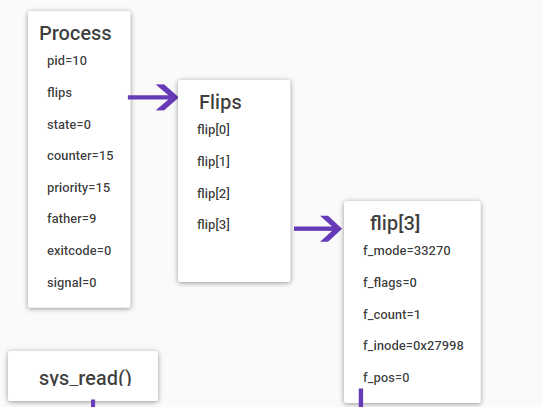 Process
pid=10
flips
state=0
counter=15
priority=15
father=9
exitcode=0
signal=0
Flips
flip[0]
flip[1]
flip[2]
flip[3]
flip[3]
f_mode=33270
f_flags=0
f_count=1
f_inode=0x27998
f_pos=0
sys_read()